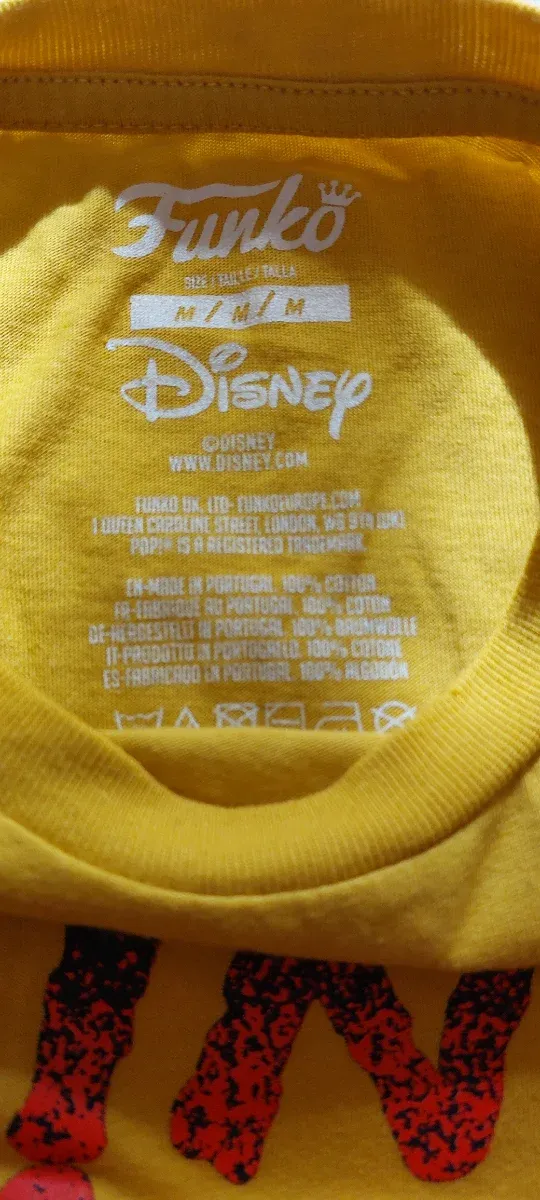 Funko
SIZE / TAILLE / TALLA
M / M / M
Disney
©DISNEY
WWW.DISNEY.COM
FUNKO UK, LTD- FUNKOEUROPE.COM
1 QUEEN CAROLINE STREET, LONDON, W6 9YN (UK)
POP!® IS A REGISTERED TRADEMARK
EN-MADE IN PORTUGAL. 100% COTTON
FR-FABRIQUÉ AU PORTUGAL. 100% COTON
DE-HERGESTELLT IN PORTUGAL. 100% BAUMWOLLE
IT-PRODOTTO IN PORTOGALLO. 100% COTONE
ES-FABRICADO EN PORTUGAL. 100% ALGODÓN